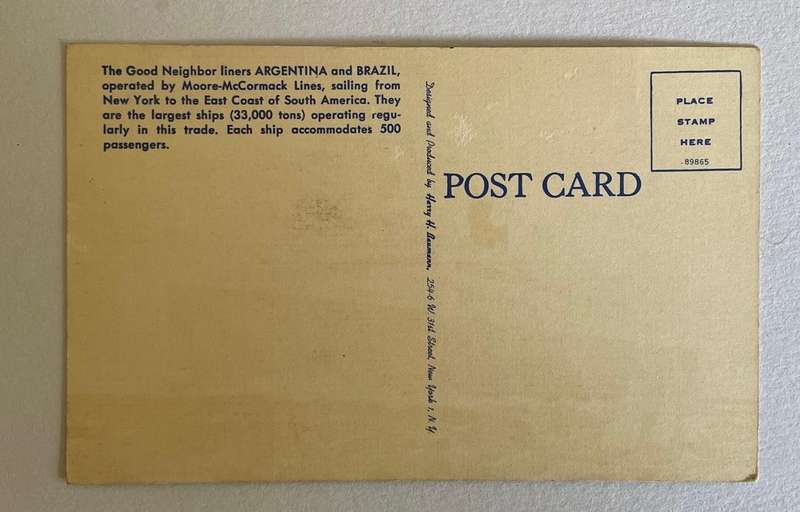 The Good Neighbor liners ARGENTINA and BRAZIL,
operated by Moore-McCormack Lines, sailing from
New York to the East Coast of South America. They
are the largest ships (33,000 tons) operating regu-
larly in this trade. Each ship accommodates 500
passengers.
Designed and Produced by Harry H. Baumann, 254-6 W. 31st Street, New York 1, N. Y.
POST CARD
PLACE
STAMP
HERE
-89865